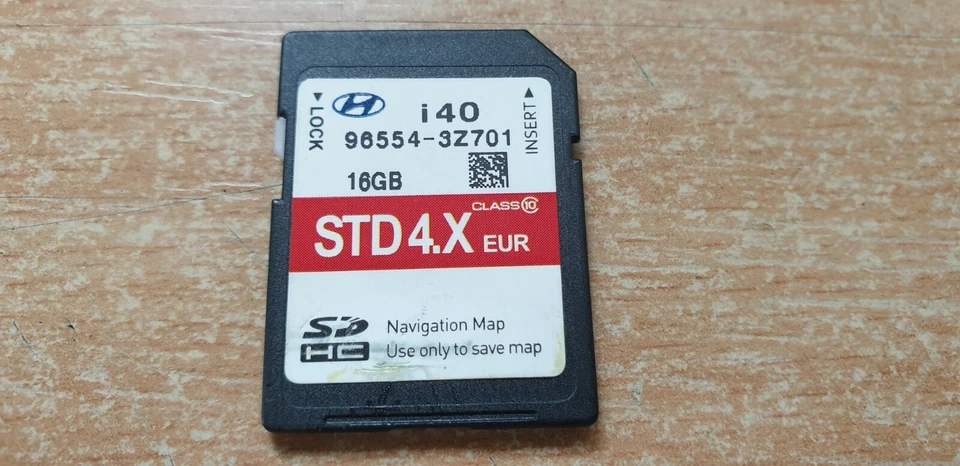 LOCK
i40
INSERT
96554-3Z701
16GB
CLASS 10
STD 4.X EUR
SD
HC
Navigation Map
Use only to save map